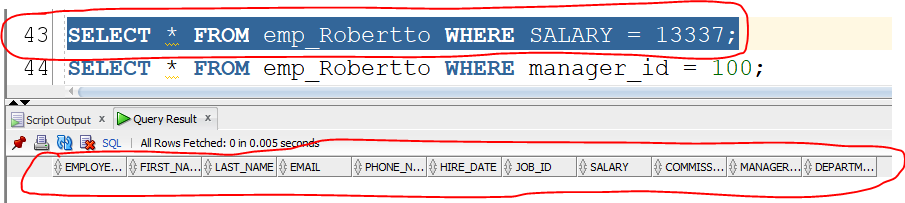 43 SELECT * FROM emp_Robertto WHERE SALARY = 13337;
44 SELECT * FROM emp_Robertto WHERE manager_id = 100;
Script Output x Query Result x
SQL | All Rows Fetched: 0 in 0.005 seconds
EMPLOYE... FIRST_NA... LAST_NAME EMAIL PHONE_N... HIRE_DATE JOB_ID SALARY COMMISS... MANAGER... DEPARTM...